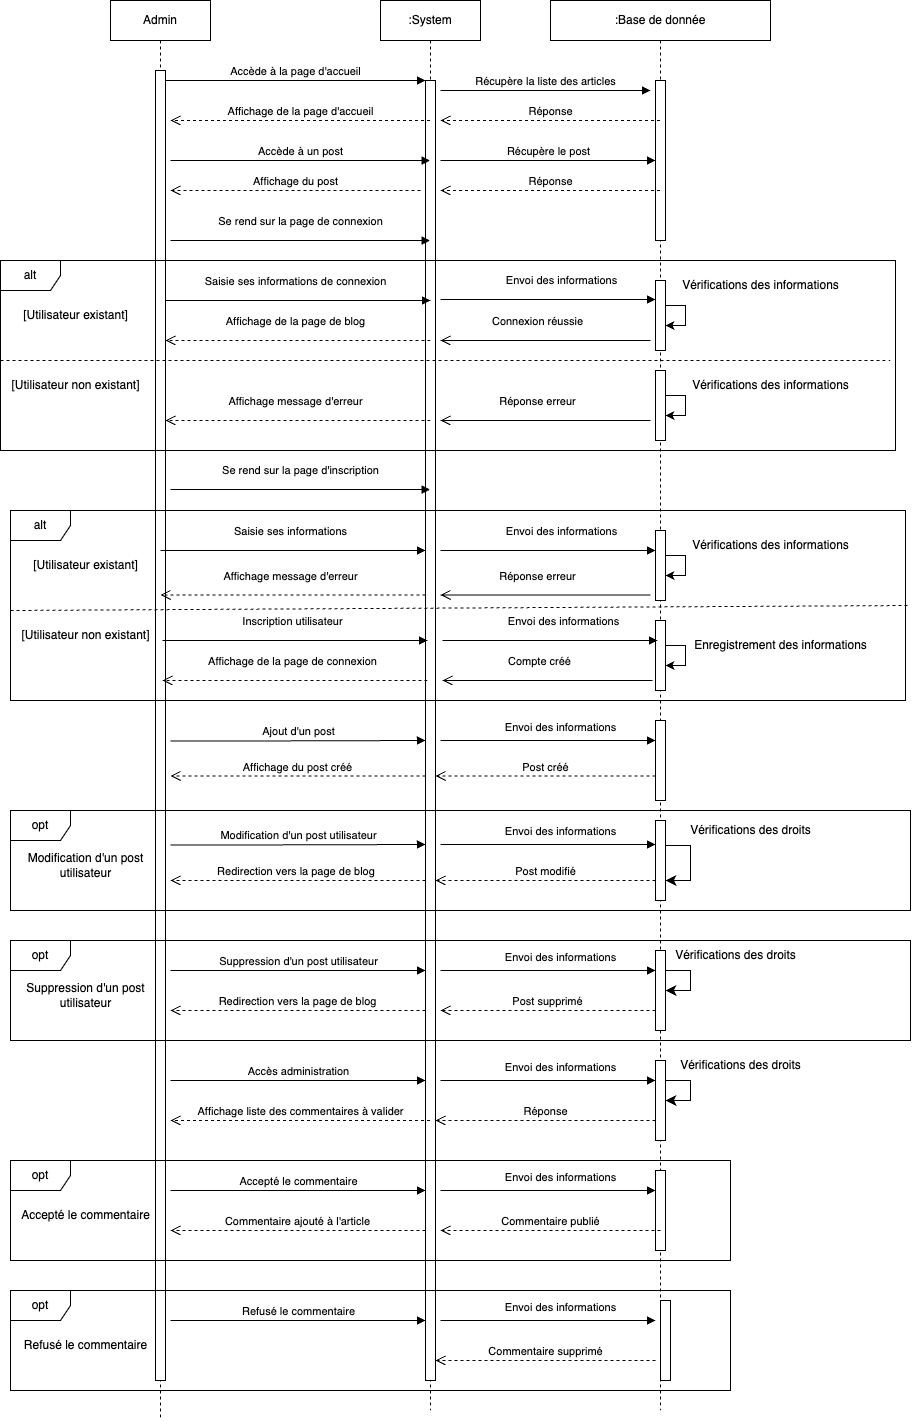 Admin
:System
:Base de donnée
Accède à la page d'accueil
Récupère la liste des articles
Affichage de la page d'accueil
Réponse
Accède à un post
Récupère le post
Affichage du post
Réponse
Se rend sur la page de connexion
alt
Saisie ses informations de connexion
Envoi des informations
Vérifications des informations
[Utilisateur existant]
Affichage de la page de blog
Connexion réussie
[Utilisateur non existant]
Vérifications des informations
Affichage message d'erreur
Réponse erreur
Se rend sur la page d'inscription
alt
Saisie ses informations
Envoi des informations
Vérifications des informations
[Utilisateur existant]
Affichage message d'erreur
Réponse erreur
[Utilisateur non existant]
Inscription utilisateur
Envoi des informations
Enregistrement des informations
Affichage de la page de connexion
Compte créé
Ajout d'un post
Envoi des informations
Affichage du post créé
Post créé
opt
Modification d'un post utilisateur
Envoi des informations
Vérifications des droits
Modification d'un post
utilisateur
Redirection vers la page de blog
Post modifié
opt
Suppression d'un post utilisateur
Envoi des informations
Vérifications des droits
Suppression d'un post
utilisateur
Redirection vers la page de blog
Post supprimé
Accès administration
Envoi des informations
Vérifications des droits
Affichage liste des commentaires à valider
Réponse
opt
Accepté le commentaire
Envoi des informations
Accepté le commentaire
Commentaire ajouté à l'article
Commentaire publié
opt
Refusé le commentaire
Envoi des informations
Refusé le commentaire
Commentaire supprimé